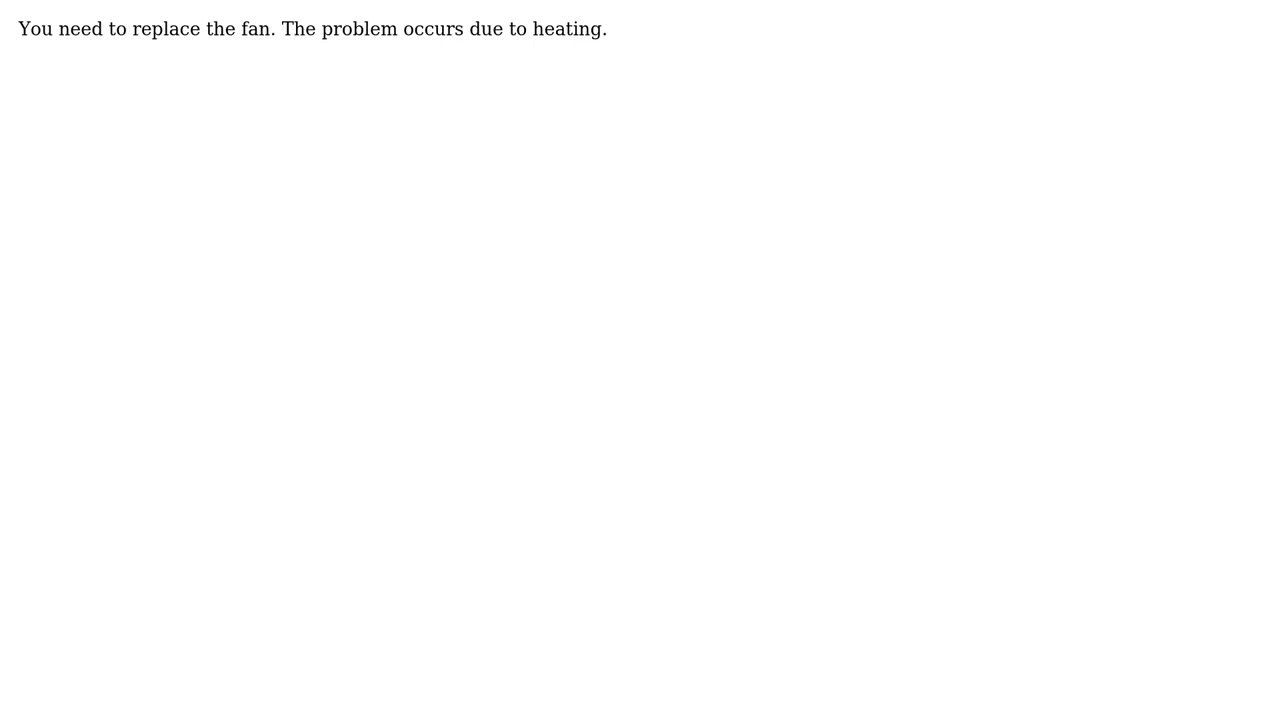 You need to replace the fan. The problem occurs due to heating.